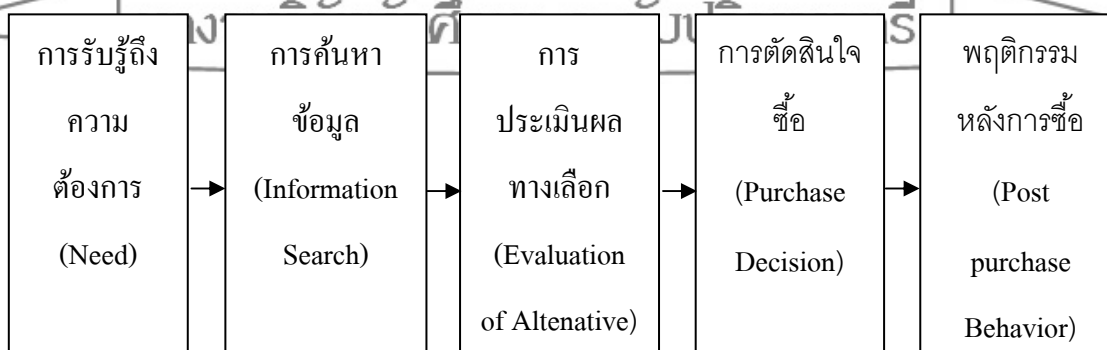 การรับรู้ถึง
ความ
ต้องการ
(Need)
การค้นหา
ข้อมูล
(Information
Search)
การ
ประเมินผล
ทางเลือก
(Evaluation
of Altenative)
การตัดสินใจ
ซื้อ
(Purchase
Decision)
พฤติกรรม
หลังการซื้อ
(Post
purchase
Behavior)